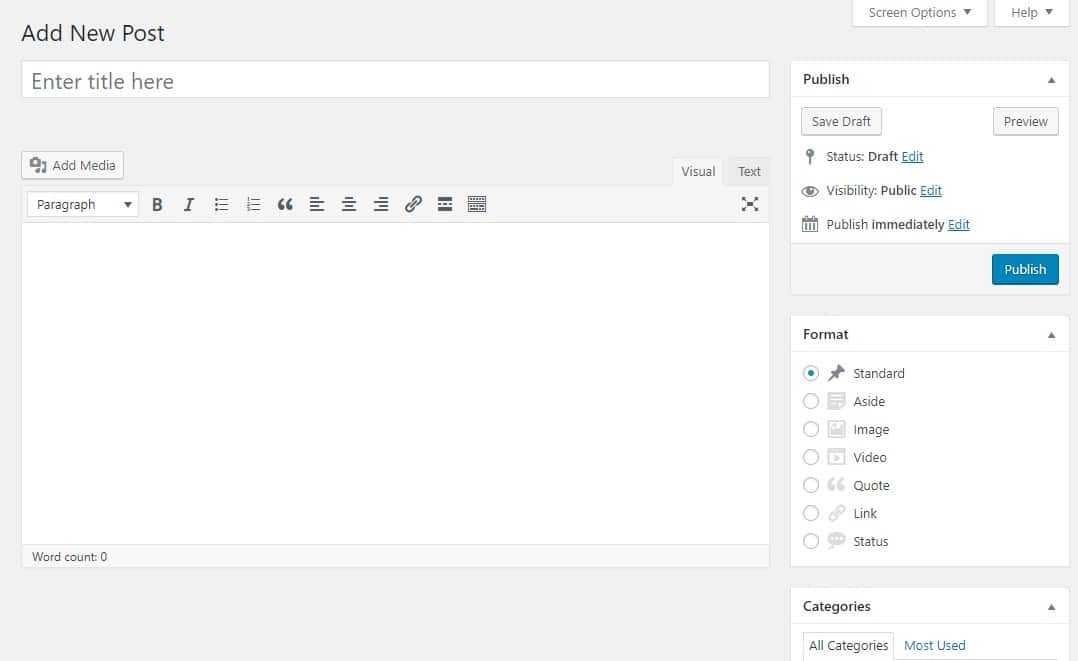 Screen Options
Help
Add New Post
Enter title here
Add Media
Visual
Text
Paragraph
B
I
Word count: 0
Publish
Save Draft
Preview
Status: Draft Edit
Visibility: Public Edit
Publish immediately Edit
Publish
Format
Standard
Aside
Image
Video
Quote
Link
Status
Categories
All Categories
Most Used